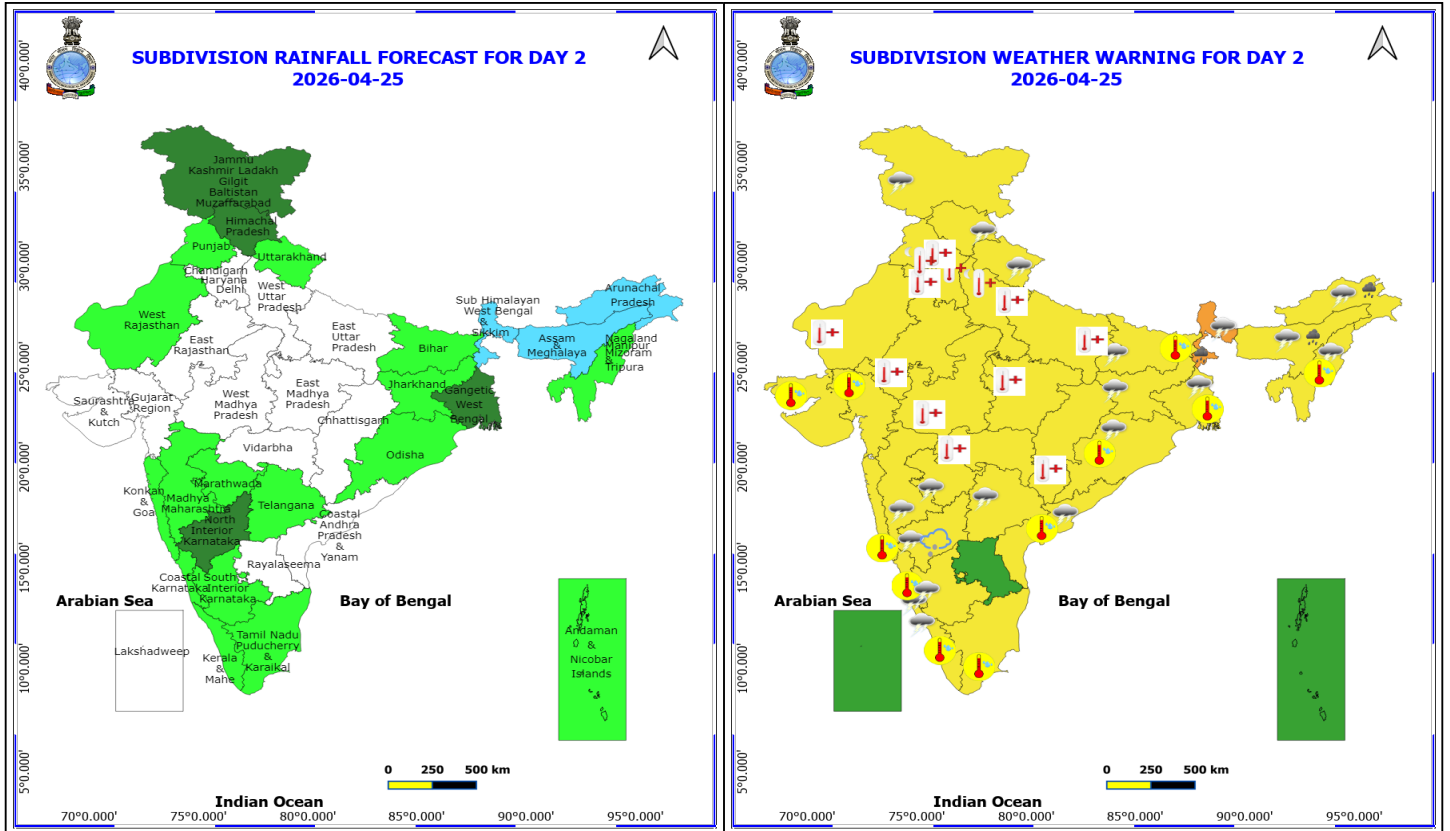 SUBDIVISION RAINFALL FORECAST FOR DAY 2
2026-04-25
40°0.000'
35°0.000'
30°0.000'
25°0.000'
20°0.000'
15°0.000'
10°0.000'
5°0.000'
Jammu
Kashmir Ladakh
Gilgit
Baltistan
Muzaffarabad
Himachal
Pradesh
Punjab
Uttarakhand
Chandigarh
Haryana
Delhi
West
Uttar
Pradesh
West
Rajasthan
East
Rajasthan
East
Uttar
Pradesh
Sub Himalayan
West Bengal
&
Sikkim
Arunachal
Pradesh
Assam
&
Meghalaya
Nagaland
Manipur
Mizoram
&
Tripura
Bihar
Jharkhand
Gangetic
West
Bengal
Saurashtra
&
Kutch
Gujarat
Region
West
Madhya
Pradesh
East
Madhya
Pradesh
Chhattisgarh
Vidarbha
Odisha
Konkan
&
Goa
Madhya
Maharashtra
Marathwada
Telangana
North
Interior
Karnataka
Coastal
Andhra
Pradesh
&
Yanam
Rayalaseema
Coastal
Karnataka
South
Interior
Karnataka
Arabian Sea
Bay of Bengal
Lakshadweep
Kerala
&
Mahe
Tamil Nadu
Puducherry
&
Karaikal
Andaman
&
Nicobar
Islands
0 250 500 km
Indian Ocean
70°0.000' 75°0.000' 80°0.000' 85°0.000' 90°0.000' 95°0.000'
SUBDIVISION WEATHER WARNING FOR DAY 2
2026-04-25
40°0.000'
35°0.000'
30°0.000'
25°0.000'
20°0.000'
15°0.000'
10°0.000'
5°0.000'
Arabian Sea
Bay of Bengal
0 250 500 km
Indian Ocean
70°0.000' 75°0.000' 80°0.000' 85°0.000' 90°0.000' 95°0.000'